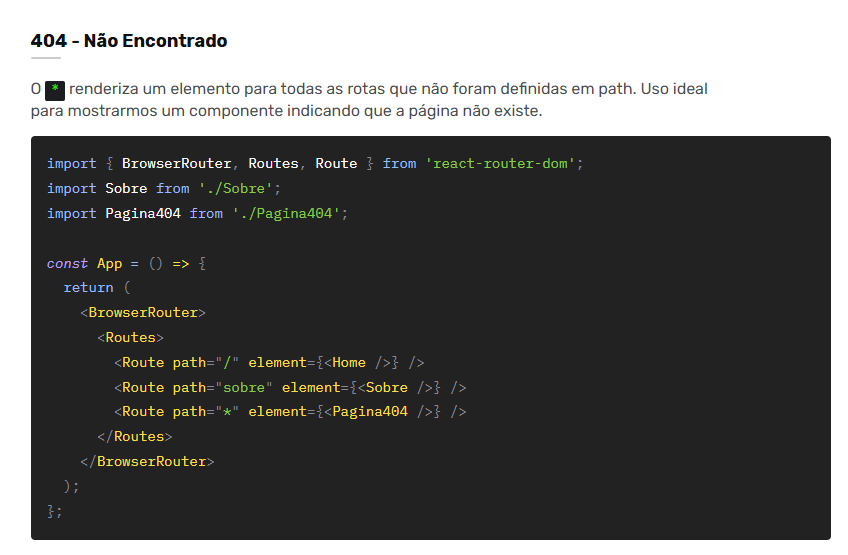 404 - Não Encontrado
O * renderiza um elemento para todas as rotas que não foram definidas em path. Uso ideal
para mostrarmos um componente indicando que a página não existe.
import { BrowserRouter, Routes, Route } from 'react-router-dom';
import Sobre from './Sobre';
import Pagina404 from './Pagina404';

const App = () => {
  return (
    <BrowserRouter>
      <Routes>
        <Route path="/" element={<Home />} />
        <Route path="sobre" element={<Sobre />} />
        <Route path="*" element={<Pagina404 />} />
      </Routes>
    </BrowserRouter>
  );
};